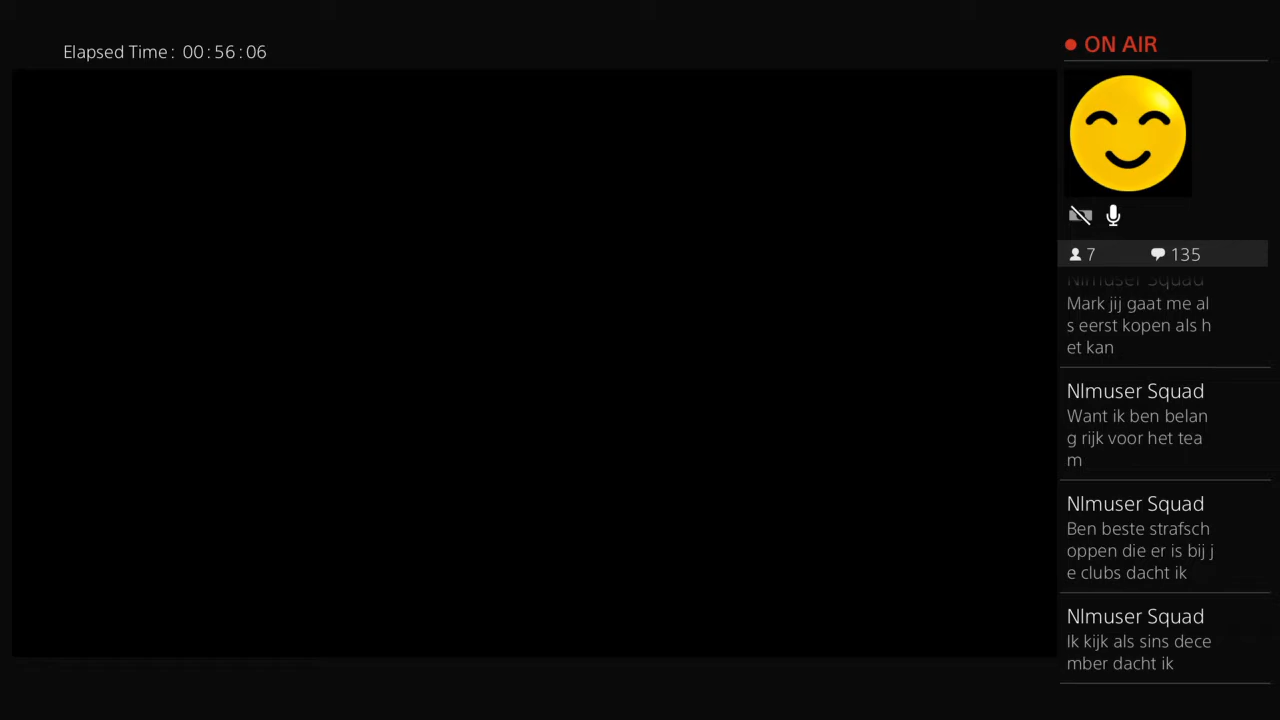 Elapsed Time: 00:56:06
ON AIR
7 135
Nlmuser Squad
Mark jij gaat me al
s eerst kopen als h
et kan
Nlmuser Squad
Want ik ben belan
g rijk voor het tea
m
Nlmuser Squad
Ben beste strafsch
oppen die er is bij j
e clubs dacht ik
Nlmuser Squad
Ik kijk als sins dece
mber dacht ik